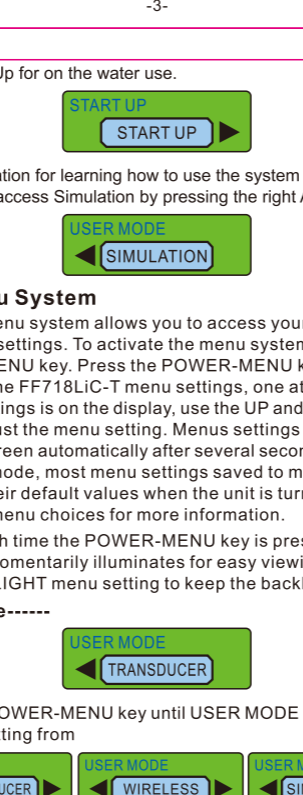 -3-
Up for on the water use.
START UP
START UP
ation for learning how to use the system
access Simulation by pressing the right
u System
enu system allows you to access your
settings. To activate the menu system
ENU key. Press the POWER-MENU k
he FF718LiC-T menu settings, one at
ings is on the display, use the UP and
ust the menu setting. Menus settings
reen automatically after several secon
mode, most menu settings saved to m
eir default values when the unit is turn
menu choices for more information.
h time the POWER-MENU key is pres
omentarily illuminates for easy viewi
LIGHT menu setting to keep the backl
e------
USER MODE
TRANSDUCER
OWER-MENU key until USER MODE
tting from
USER MODE USER M
UCER WIRELESS SI